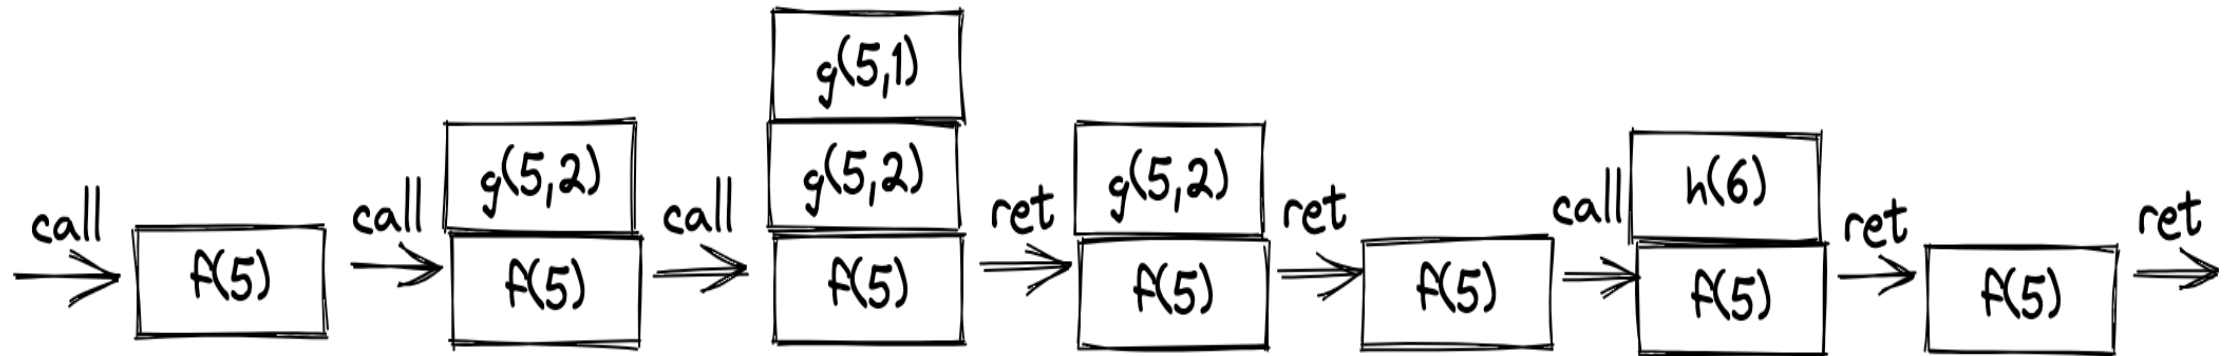 call
f(5)
call
g(5,2)
f(5)
call
g(5,1)
g(5,2)
f(5)
ret
g(5,2)
f(5)
ret
f(5)
call
h(6)
f(5)
ret
f(5)
ret